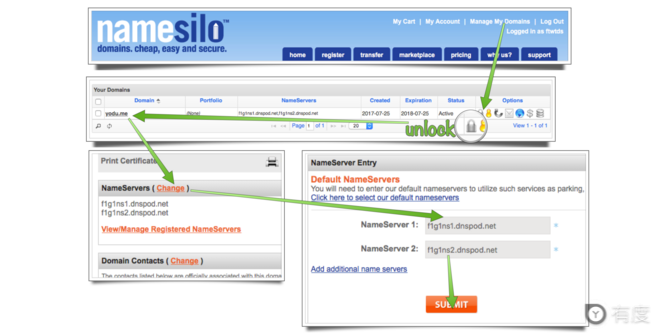 namesilo™
domains. cheap, easy and secure.
My Cart | My Account | Manage My Domains | Log Out
Logged in as ftwlds
home register transfer marketplace pricing why us? support
Your Domains
Domain Portfolio NameServers Created Expiration Status Options
yodu.me f1g1ns1.dnspod.net,f1g1ns2.dnspod.net 2017-07-25 2018-07-25 Active
Page 1 of 1 20 View 1 - 1 of 1
unlock
Print Certificate
NameServers ( Change )
f1g1ns1.dnspod.net
f1g1ns2.dnspod.net
View/Manage Registered NameServers
Domain Contacts ( Change )
The contacts listed below are officially associated with this doma
NameServer Entry
Default NameServers
You will need to enter our default nameservers to utilize such services as parking,
Click here to select our default nameservers
NameServer 1: f1g1ns1.dnspod.net
NameServer 2: f1g1ns2.dnspod.net
Add additional name servers
SUBMIT
有度